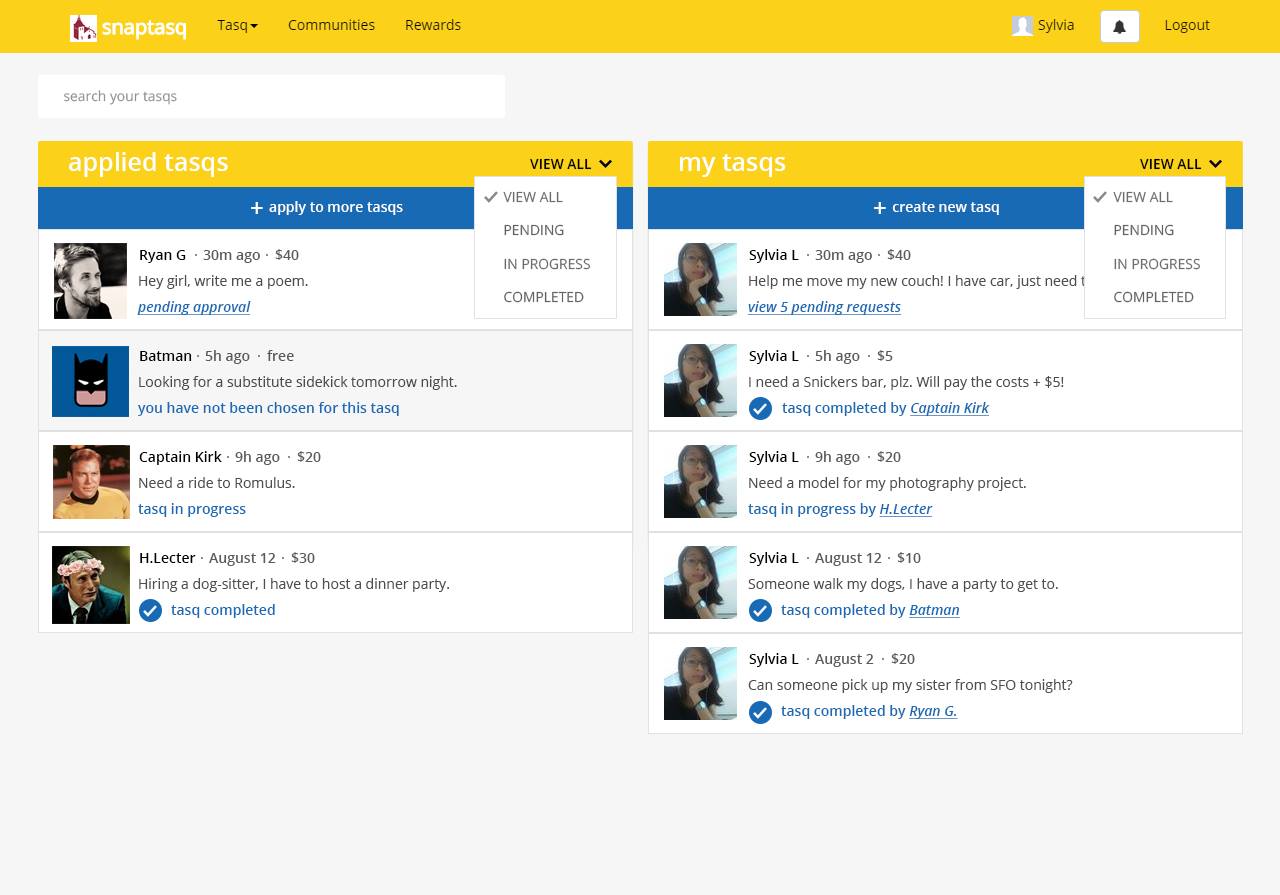 snaptasq
Tasq
Communities
Rewards
Sylvia
Logout
search your tasqs
applied tasqs
VIEW ALL
+ apply to more tasqs
VIEW ALL
PENDING
IN PROGRESS
COMPLETED
Ryan G · 30m ago · $40
Hey girl, write me a poem.
pending approval
Batman · 5h ago · free
Looking for a substitute sidekick tomorrow night.
you have not been chosen for this tasq
Captain Kirk · 9h ago · $20
Need a ride to Romulus.
tasq in progress
H.Lecter · August 12 · $30
Hiring a dog-sitter, I have to host a dinner party.
tasq completed
my tasqs
VIEW ALL
+ create new tasq
VIEW ALL
PENDING
IN PROGRESS
COMPLETED
Sylvia L · 30m ago · $40
Help me move my new couch! I have car, just need
view 5 pending requests
Sylvia L · 5h ago · $5
I need a Snickers bar, plz. Will pay the costs + $5!
tasq completed by Captain Kirk
Sylvia L · 9h ago · $20
Need a model for my photography project.
tasq in progress by H.Lecter
Sylvia L · August 12 · $10
Someone walk my dogs, I have a party to get to.
tasq completed by Batman
Sylvia L · August 2 · $20
Can someone pick up my sister from SFO tonight?
tasq completed by Ryan G.